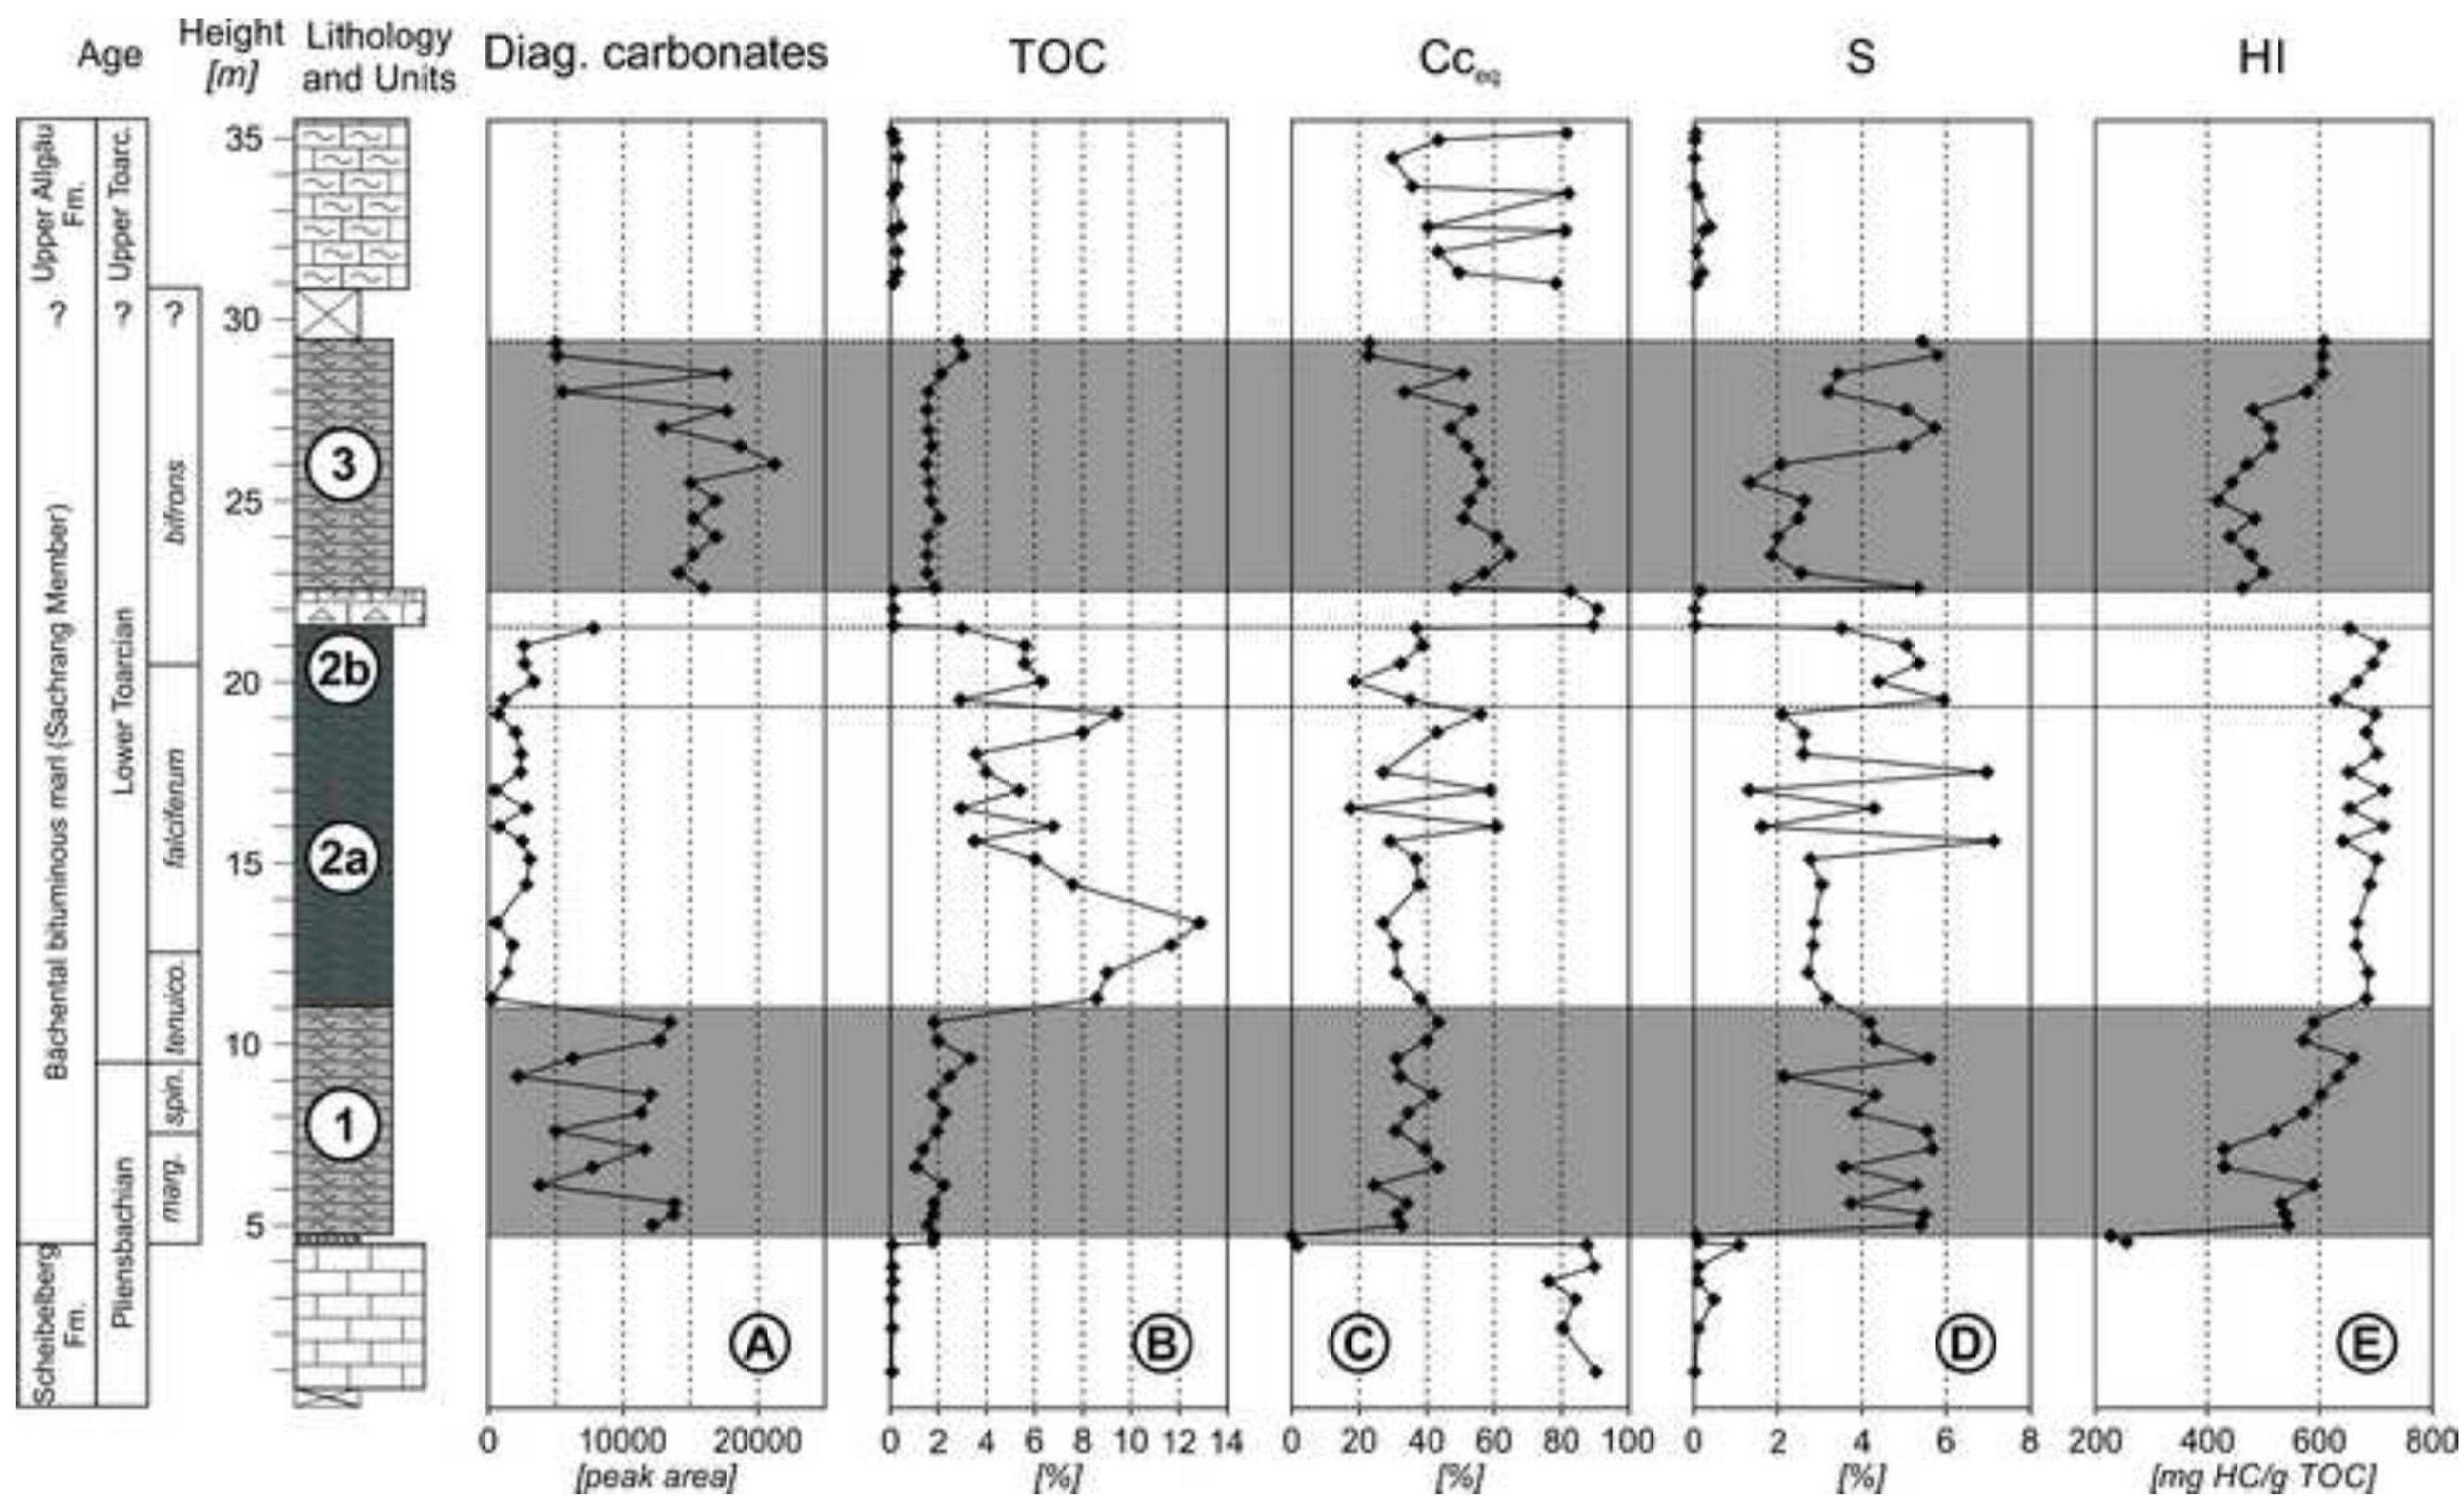 Age
Height
[m]
Lithology
and Units
Diag. carbonates
TOC
Cc_eq
S
HI
Upper Allgäu
Fm.
?
Bächental bituminous marl (Sachrang Member)
Scheibelberg
Fm.
Upper Toarc.
?
Lower Toarcian
Pliensbachian
?
bifrons
falciferum
tenuico.
spin.
marg.
35
30
25
20
15
10
5
3
2b
2a
1
A
B
C
D
E
0 10000 20000
[peak area]
0 2 4 6 8 10 12 14
[%]
0 20 40 60 80 100
[%]
0 2 4 6 8
[%]
200 400 600 800
[mg HC/g TOC]